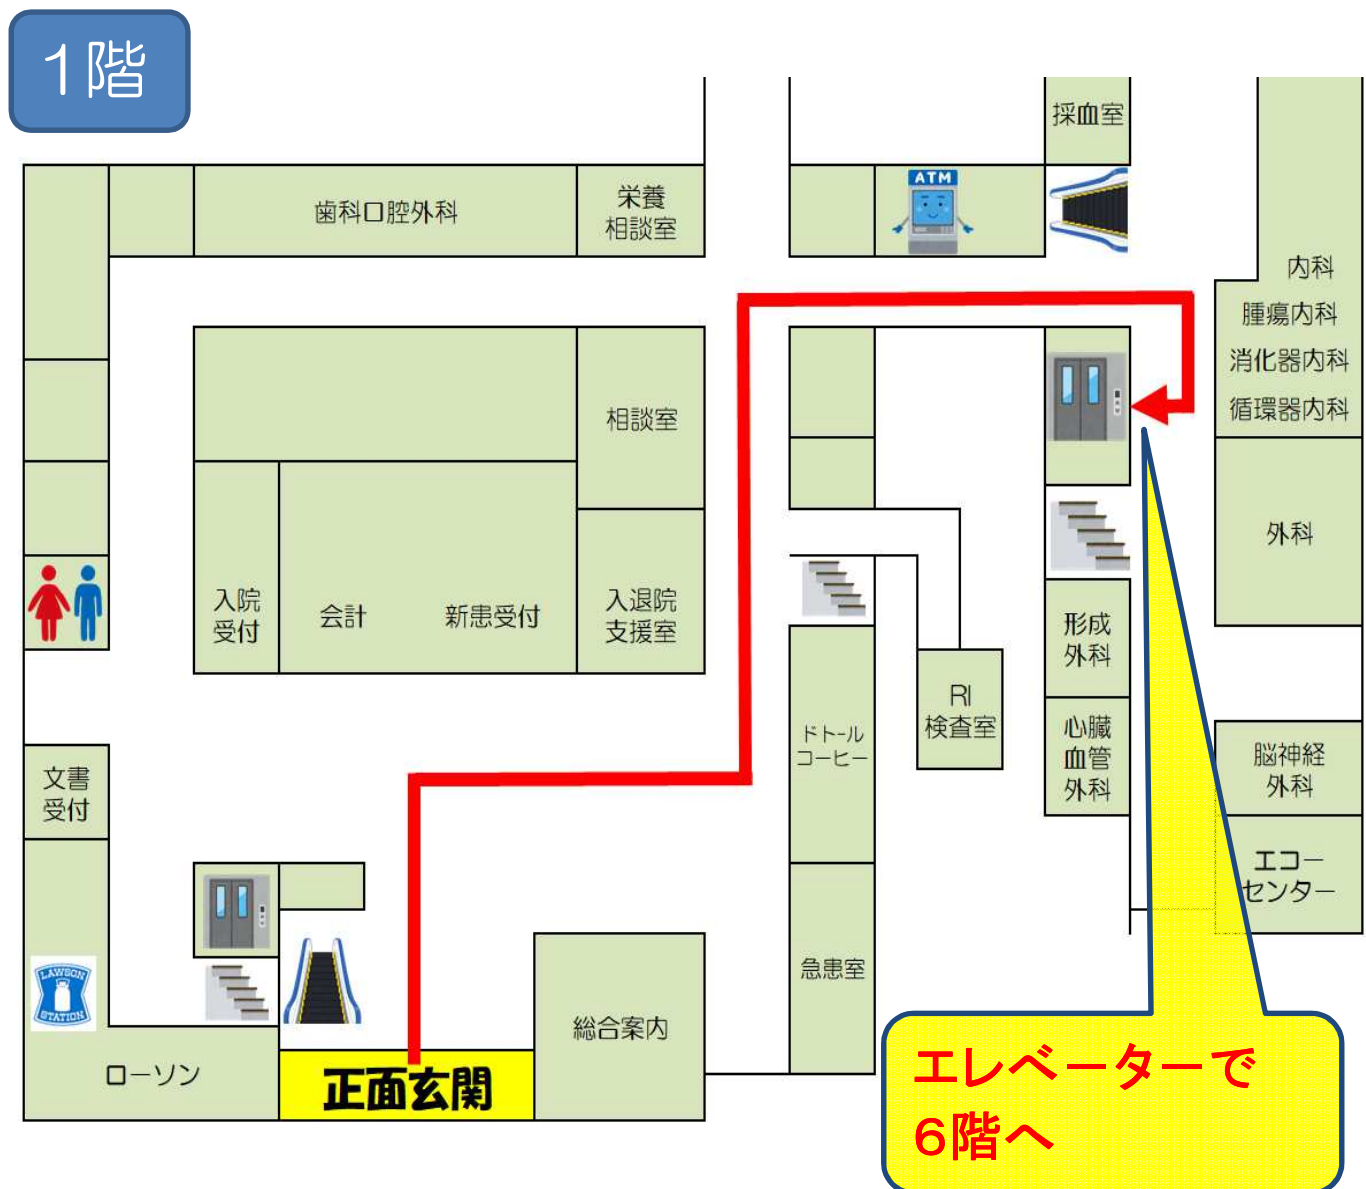 1階
採血室
ATM
歯科口腔外科
栄養
相談室
内科
腫瘍内科
消化器内科
循環器内科
相談室
外科
入院
受付
会計
新患受付
入退院
支援室
形成
外科
RI
検査室
ドトール
コーヒー
心臓
血管
外科
脳神経
外科
文書
受付
エコー
センター
急患室
LAWSON
STATION
総合案内
ローソン
正面玄関
エレベーターで
6階へ